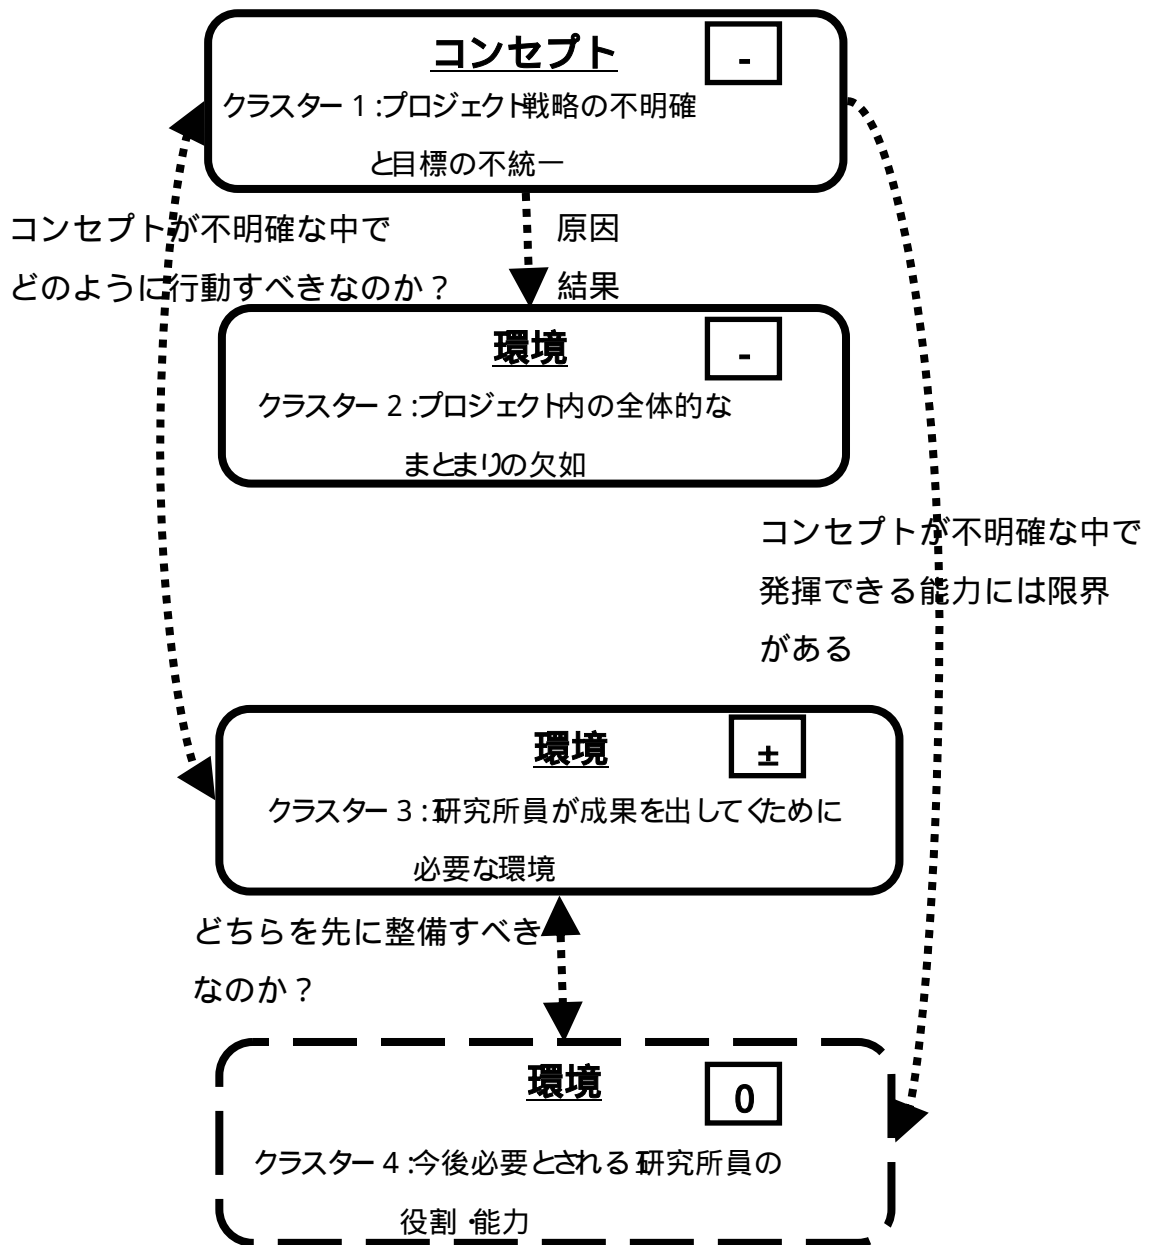 コンセプト
-
クラスター 1 :プロジェクト戦略の不明確
と目標の不統一
コンセプトが不明確な中で
どのように行動すべきなのか？
原因
結果
環境
-
クラスター 2 :プロジェクト内の全体的な
まとまりの欠如
コンセプトが不明確な中で
発揮できる能力には限界
がある
環境
±
クラスター 3 :研究所員が成果を出してくために
必要な環境
どちらを先に整備すべき
なのか？
環境
0
クラスター 4 :今後必要とされる研究所員の
役割・能力